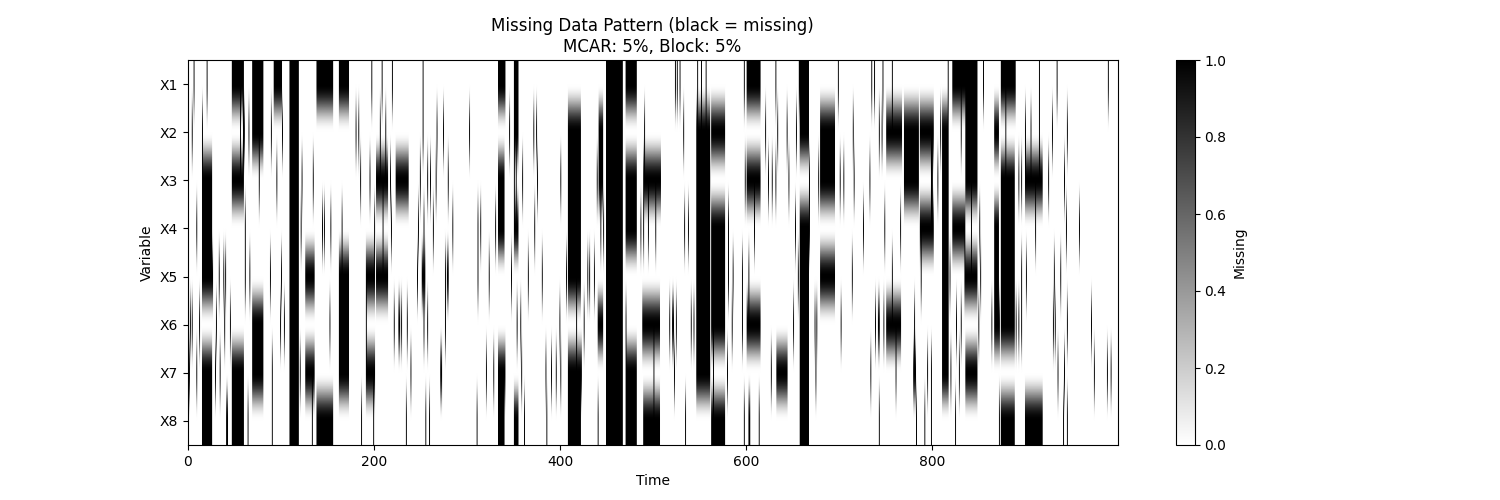 Missing Data Pattern (black = missing)
MCAR: 5%, Block: 5%
X1
X2
X3
X4
X5
X6
X7
X8
Variable
0
200
400
600
800
Time
1.0
0.8
0.6
0.4
0.2
0.0
Missing